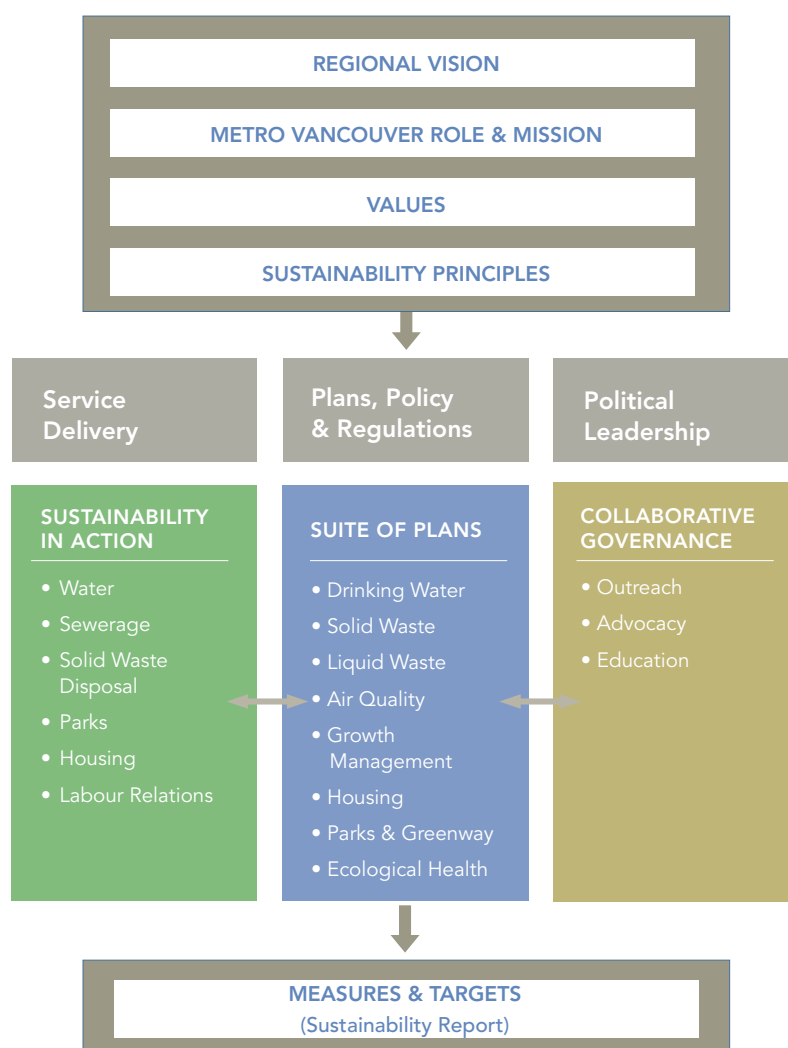 REGIONAL VISION
METRO VANCOUVER ROLE & MISSION
VALUES
SUSTAINABILITY PRINCIPLES
Service
Delivery
Plans, Policy
& Regulations
Political
Leadership
SUSTAINABILITY
IN ACTION
• Water
• Sewerage
• Solid Waste
Disposal
• Parks
• Housing
• Labour Relations
SUITE OF PLANS
• Drinking Water
• Solid Waste
• Liquid Waste
• Air Quality
• Growth
Management
• Housing
• Parks & Greenway
• Ecological Health
COLLABORATIVE
GOVERNANCE
• Outreach
• Advocacy
• Education
MEASURES & TARGETS
(Sustainability Report)